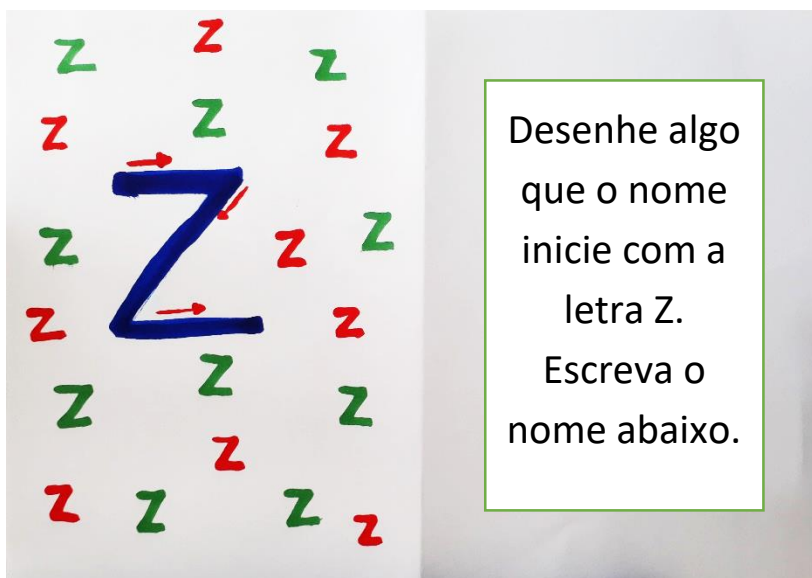 Z Z Z
Z Z Z
Z
Z Z Z
Z Z
Z
Z Z
Z
Z Z Z Z
Desenhe algo
que o nome
inicie com a
letra Z.
Escreva o
nome abaixo.